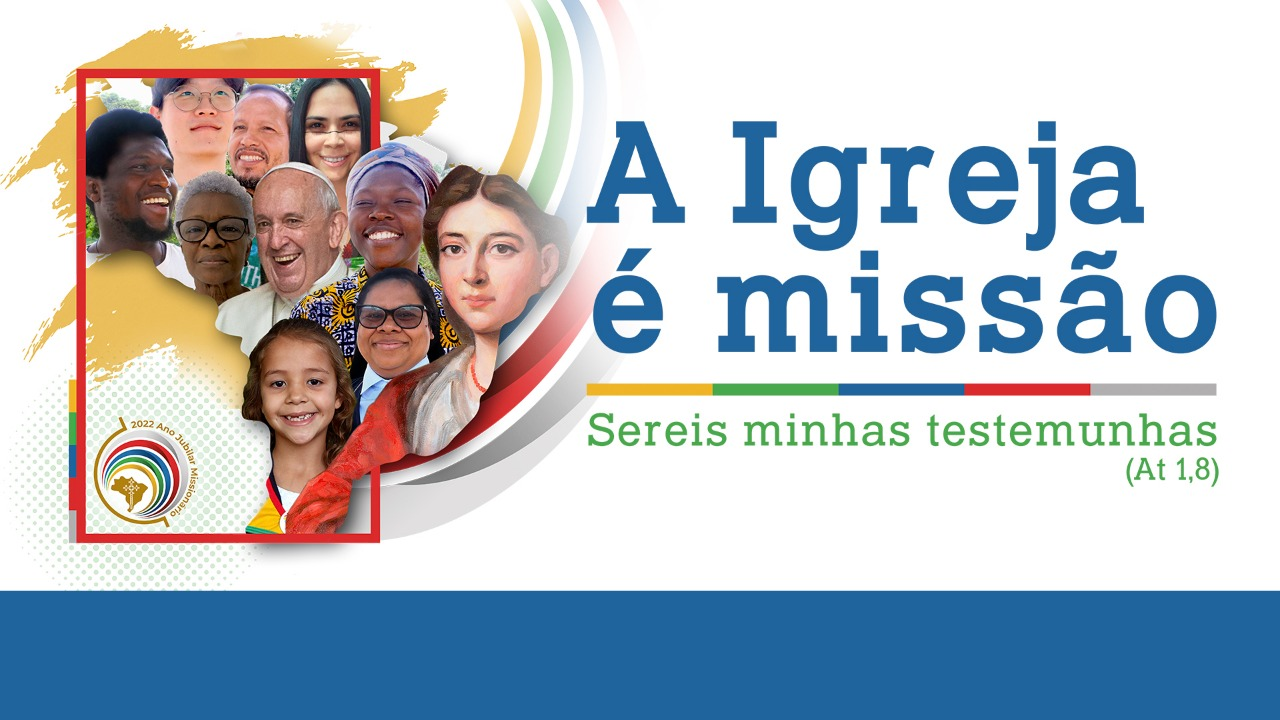 A Igreja
é missão
Sereis minhas testemunhas
(At 1,8)
2022 Ano Jubilar Missionário